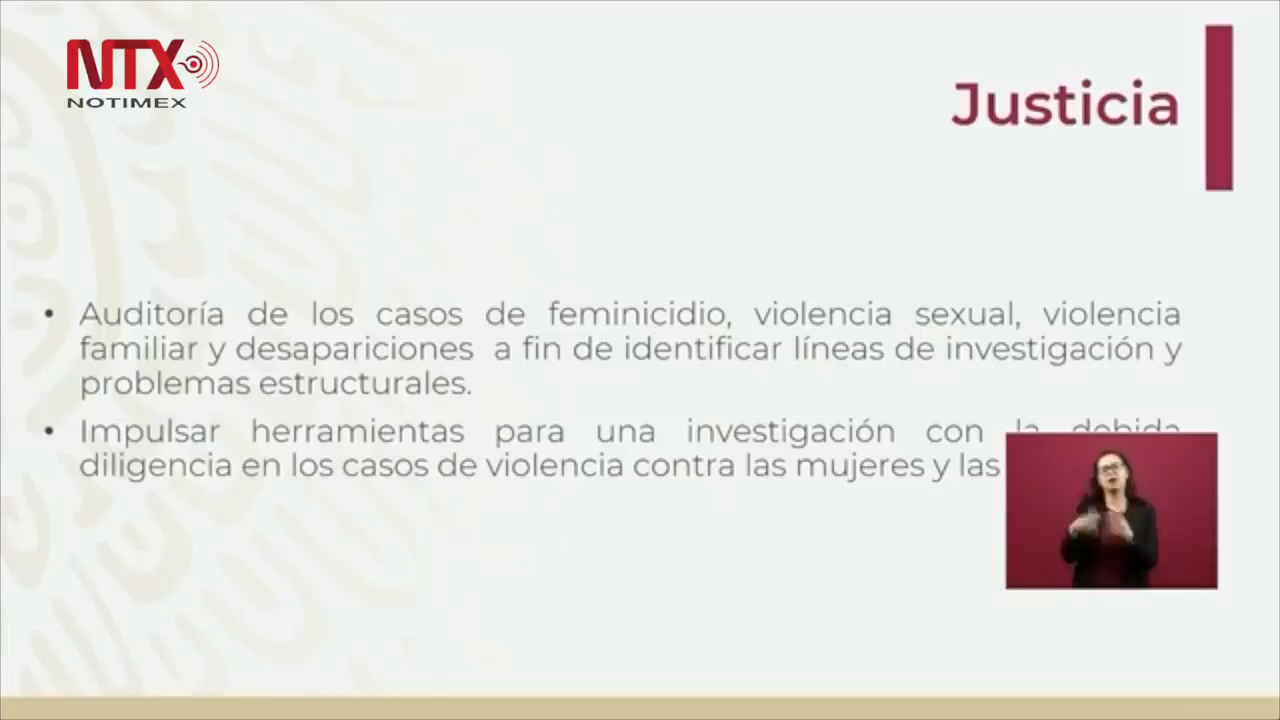 NTX
NOTIMEX
Justicia
• Auditoría de los casos de feminicidio, violencia sexual, violencia
familiar y desapariciones a fin de identificar líneas de investigación y
problemas estructurales.
• Impulsar herramientas para una investigación con la debida
diligencia en los casos de violencia contra las mujeres y las